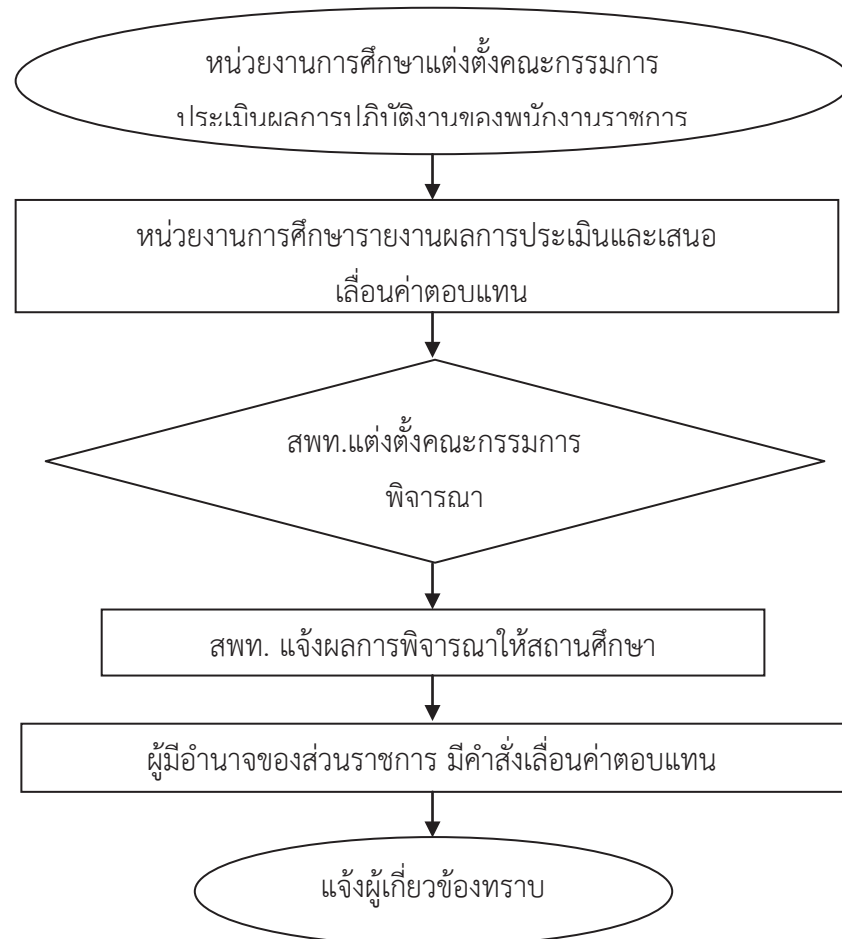 หน่วยงานการศึกษาแต่งตั้งคณะกรรมการ
ประเมินผลการปฏิบัติงานของพนักงานราชการ
หน่วยงานการศึกษารายงานผลการประเมินและเสนอ
เลื่อนค่าตอบแทน
สพท.แต่งตั้งคณะกรรมการ
พิจารณา
สพท. แจ้งผลการพิจารณาให้สถานศึกษา
ผู้มีอำนาจของส่วนราชการ มีคำสั่งเลื่อนค่าตอบแทน
แจ้งผู้เกี่ยวข้องทราบ